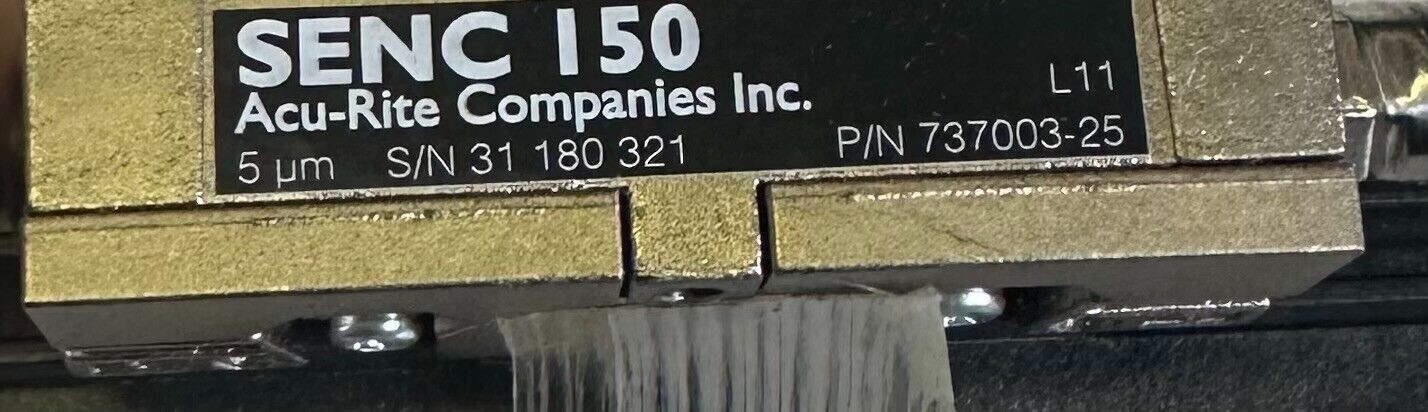 SENC 150
Acu-Rite Companies Inc.
L11
5 µm S/N 31 180 321 P/N 737003-25